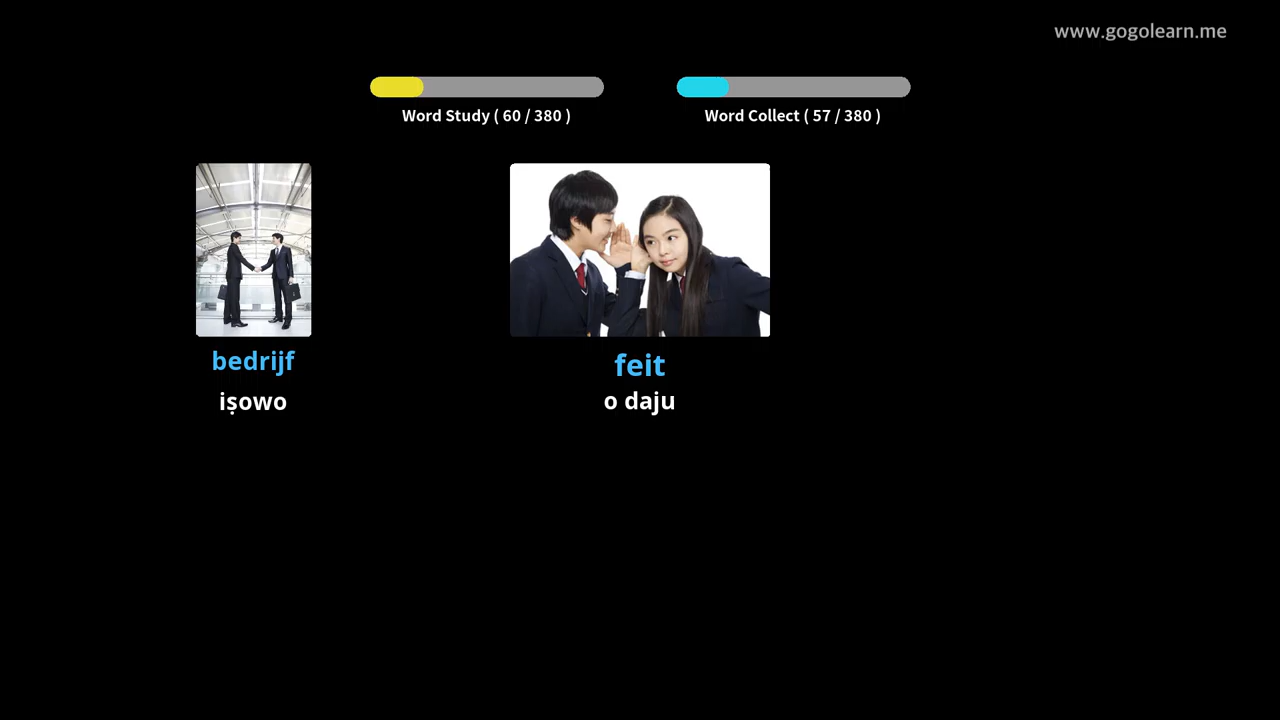 www.gogolearn.me
Word Study ( 60 / 380 )
Word Collect ( 57 / 380 )
bedrijf
iṣowo
feit
o daju